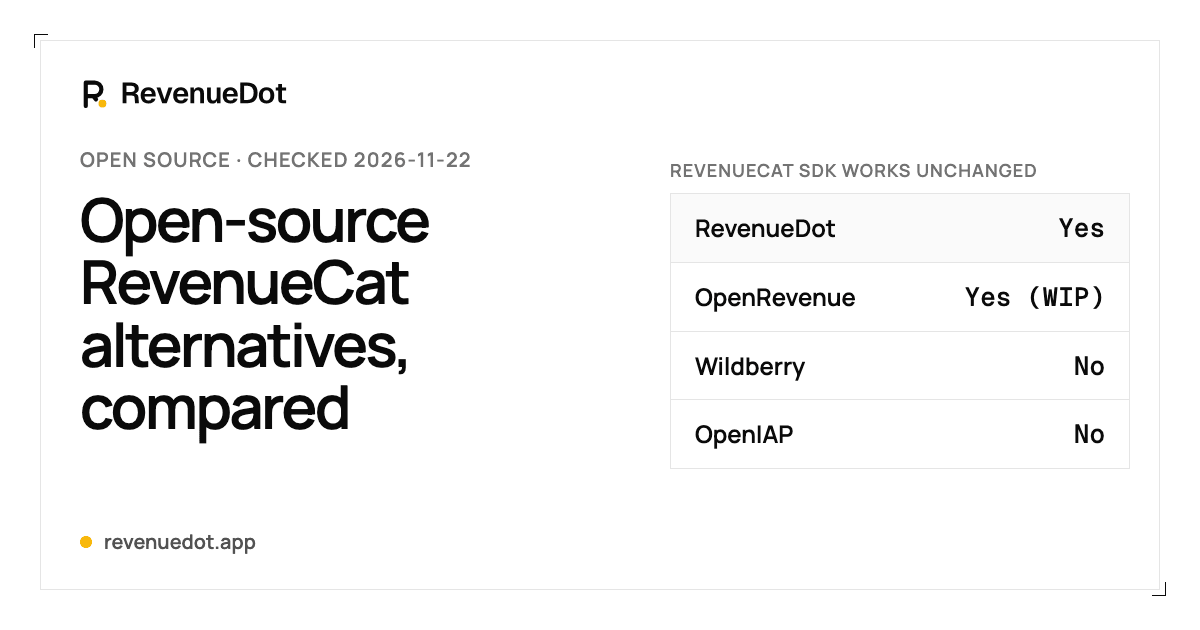 RevenueDot
OPEN SOURCE · CHECKED 2026-11-22
Open-source
RevenueCat
alternatives,
compared
revenuedot.app
REVENUECAT SDK WORKS UNCHANGED
RevenueDot Yes
OpenRevenue Yes (WIP)
Wildberry No
OpenIAP No